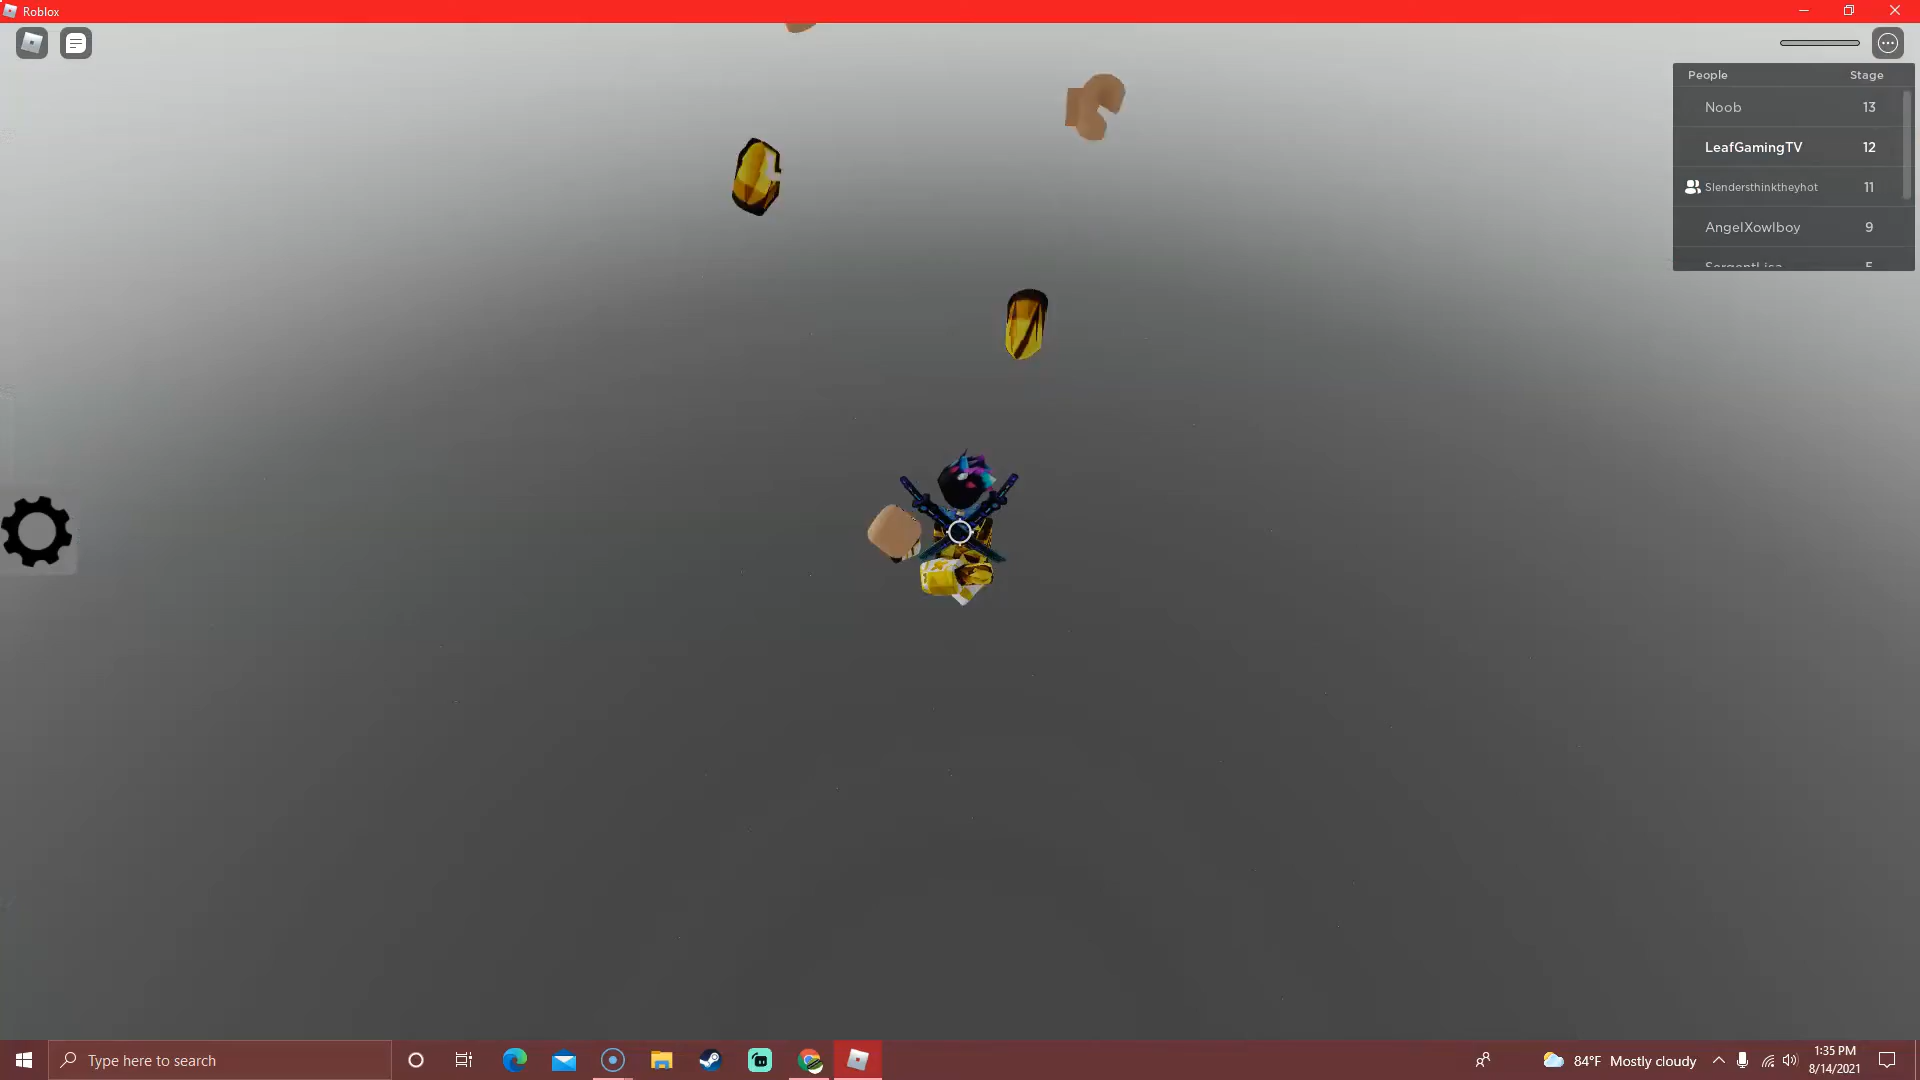 Roblox
People Stage
Noob 13
LeafGamingTV 12
Slendersthinktheyhot 11
AngelXowlboy 9
Type here to search
84°F Mostly cloudy
1:35 PM
8/14/2021